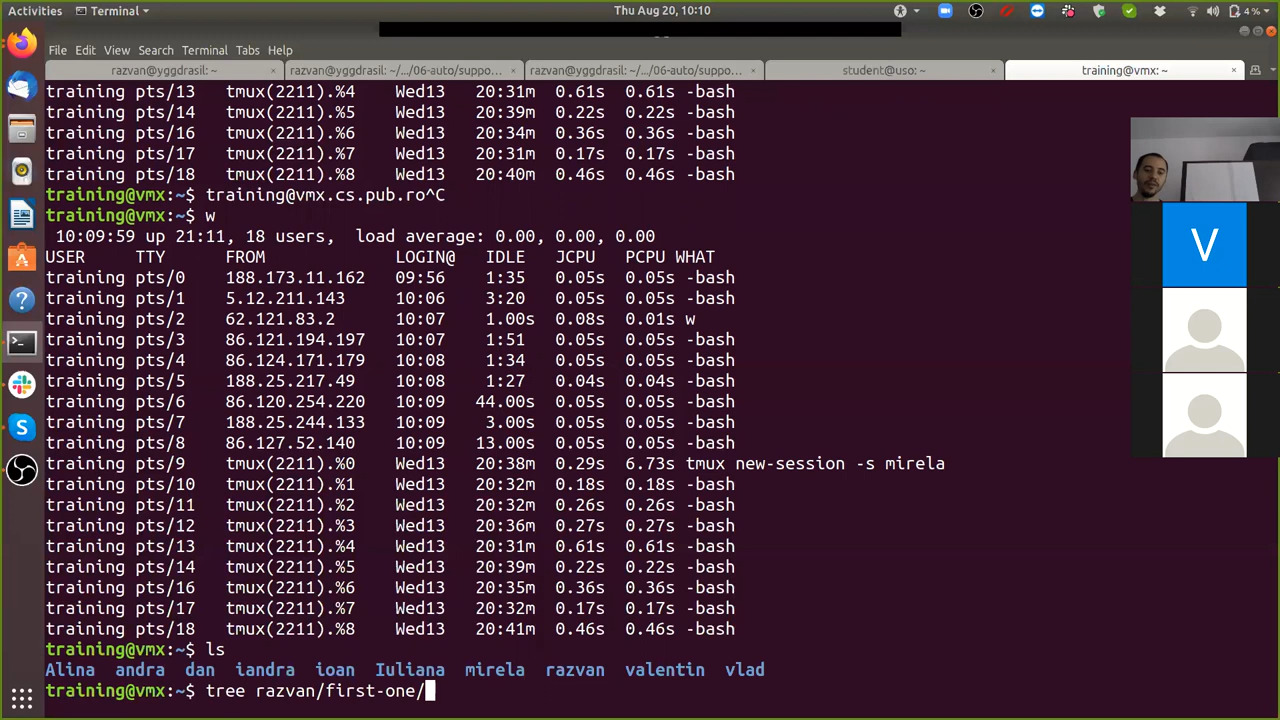 Activities Terminal Thu Aug 20, 10:10 4 %
File Edit View Search Terminal Tabs Help
razvan@yggdrasil: ~ razvan@yggdrasil: ~/.../06-auto/suppo... razvan@yggdrasil: ~/.../06-auto/suppo... student@uso: ~ training@vmx: ~
training pts/13 tmux(2211).%4 Wed13 20:31m 0.61s 0.61s -bash
training pts/14 tmux(2211).%5 Wed13 20:39m 0.22s 0.22s -bash
training pts/16 tmux(2211).%6 Wed13 20:34m 0.36s 0.36s -bash
training pts/17 tmux(2211).%7 Wed13 20:31m 0.17s 0.17s -bash
training pts/18 tmux(2211).%8 Wed13 20:40m 0.46s 0.46s -bash
training@vmx:~$ training@vmx.cs.pub.ro^C
training@vmx:~$ w
10:09:59 up 21:11, 18 users, load average: 0.00, 0.00, 0.00
USER TTY FROM LOGIN@ IDLE JCPU PCPU WHAT
training pts/0 188.173.11.162 09:56 1:35 0.05s 0.05s -bash
training pts/1 5.12.211.143 10:06 3:20 0.05s 0.05s -bash
training pts/2 62.121.83.2 10:07 1.00s 0.08s 0.01s w
training pts/3 86.121.194.197 10:07 1:51 0.05s 0.05s -bash
training pts/4 86.124.171.179 10:08 1:34 0.05s 0.05s -bash
training pts/5 188.25.217.49 10:08 1:27 0.04s 0.04s -bash
training pts/6 86.120.254.220 10:09 44.00s 0.05s 0.05s -bash
training pts/7 188.25.244.133 10:09 3.00s 0.05s 0.05s -bash
training pts/8 86.127.52.140 10:09 13.00s 0.05s 0.05s -bash
training pts/9 tmux(2211).%0 Wed13 20:38m 0.29s 6.73s tmux new-session -s mirela
training pts/10 tmux(2211).%1 Wed13 20:32m 0.18s 0.18s -bash
training pts/11 tmux(2211).%2 Wed13 20:32m 0.26s 0.26s -bash
training pts/12 tmux(2211).%3 Wed13 20:36m 0.27s 0.27s -bash
training pts/13 tmux(2211).%4 Wed13 20:31m 0.61s 0.61s -bash
training pts/14 tmux(2211).%5 Wed13 20:39m 0.22s 0.22s -bash
training pts/16 tmux(2211).%6 Wed13 20:35m 0.36s 0.36s -bash
training pts/17 tmux(2211).%7 Wed13 20:32m 0.17s 0.17s -bash
training pts/18 tmux(2211).%8 Wed13 20:41m 0.46s 0.46s -bash
training@vmx:~$ ls
Alina andra dan iandra ioan Iuliana mirela razvan valentin vlad
training@vmx:~$ tree razvan/first-one/
V